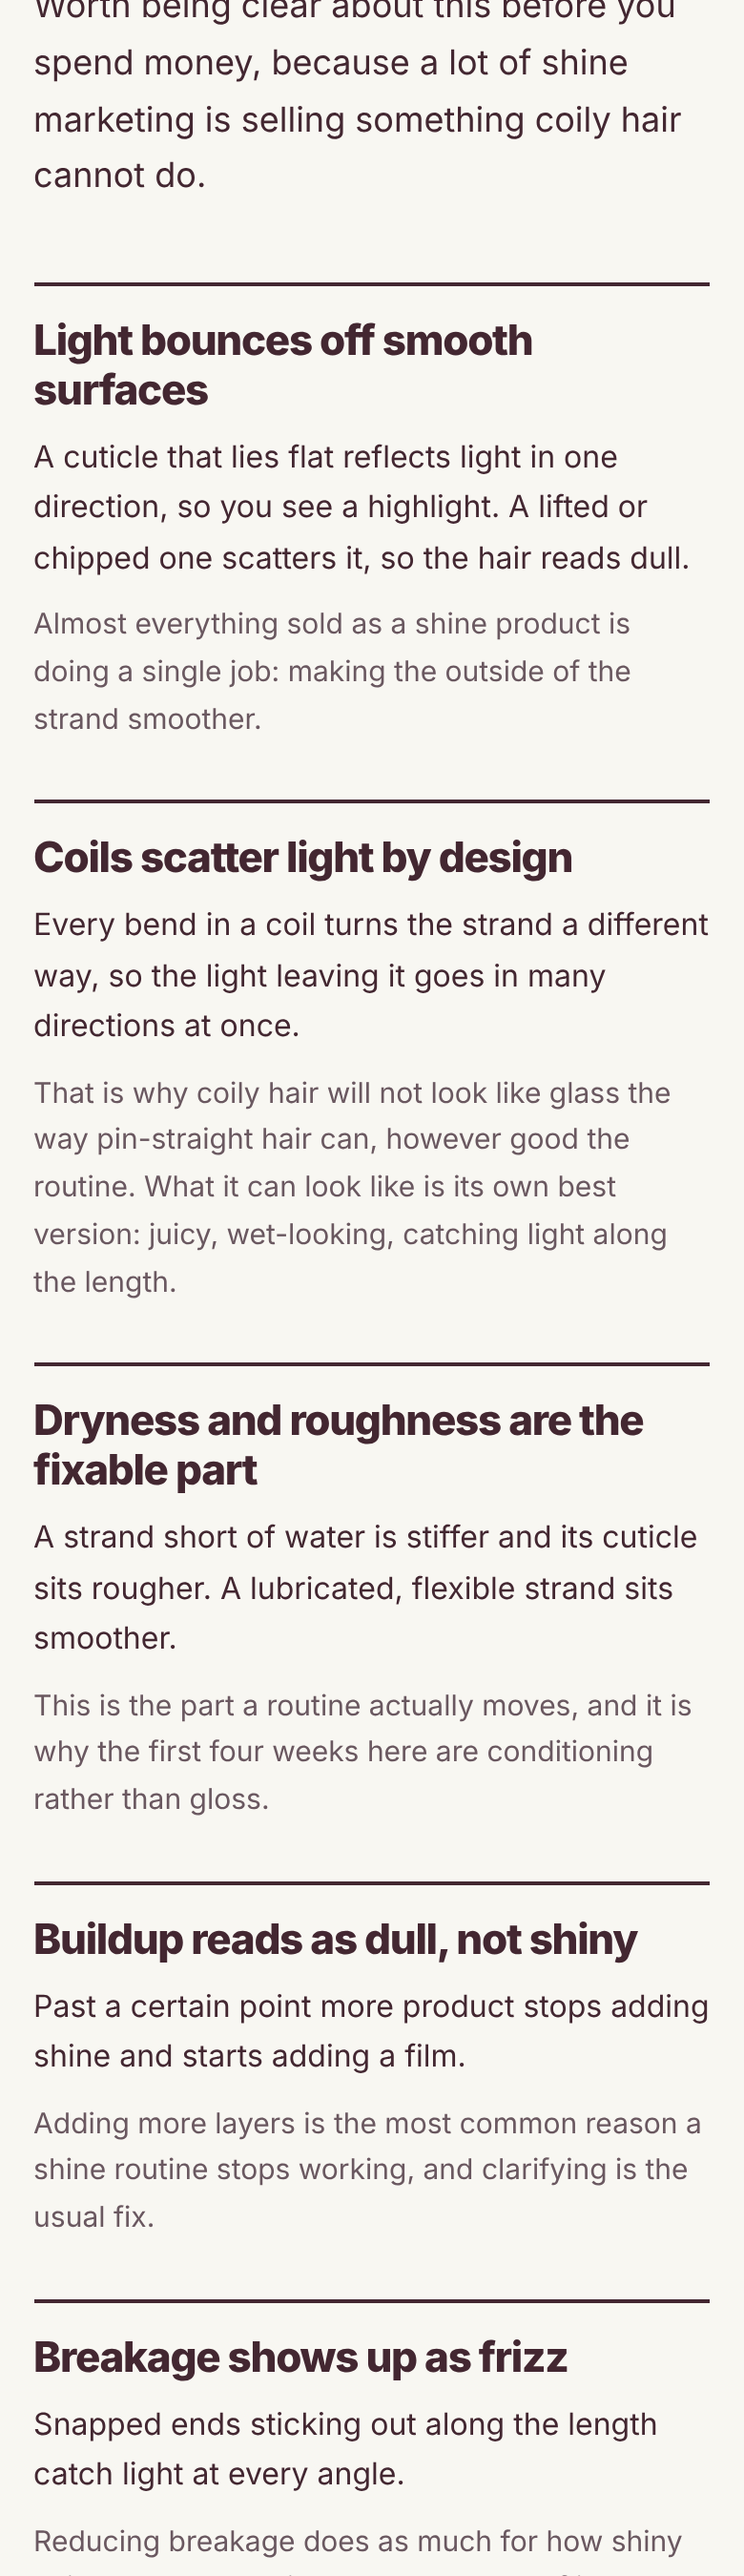 Worth being clear about this before you
spend money, because a lot of shine
marketing is selling something coily hair
cannot do.
Light bounces off smooth
surfaces
A cuticle that lies flat reflects light in one
direction, so you see a highlight. A lifted or
chipped one scatters it, so the hair reads dull.
Almost everything sold as a shine product is
doing a single job: making the outside of the
strand smoother.
Coils scatter light by design
Every bend in a coil turns the strand a different
way, so the light leaving it goes in many
directions at once.
That is why coily hair will not look like glass the
way pin-straight hair can, however good the
routine. What it can look like is its own best
version: juicy, wet-looking, catching light along
the length.
Dryness and roughness are the
fixable part
A strand short of water is stiffer and its cuticle
sits rougher. A lubricated, flexible strand sits
smoother.
This is the part a routine actually moves, and it is
why the first four weeks here are conditioning
rather than gloss.
Buildup reads as dull, not shiny
Past a certain point more product stops adding
shine and starts adding a film.
Adding more layers is the most common reason a
shine routine stops working, and clarifying is the
usual fix.
Breakage shows up as frizz
Snapped ends sticking out along the length
catch light at every angle.
Reducing breakage does as much for how shiny